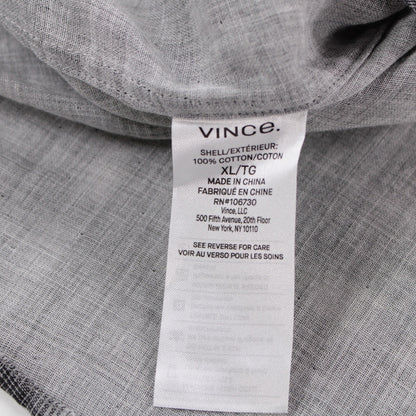 VINCE.
SHELL/EXTÉRIEUR:
100% COTTON/COTON
XL/TG
MADE IN CHINA
FABRIQUÉ EN CHINE
RN#106730
Vince, LLC
500 Fifth Avenue, 20th Floor
New York, NY 10110
SEE REVERSE FOR CARE
VOIR AU VERSO POUR LES SOINS